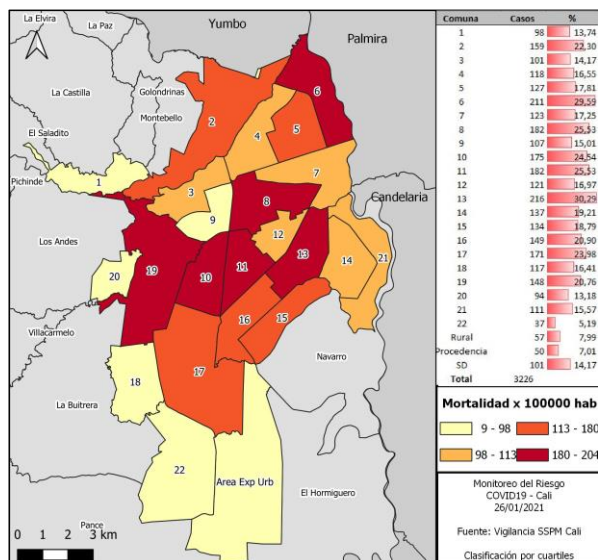 Yumbo
La Paz
La Elvira
Palmira
La Castilla
Golondrinas
Montebello
El Saladito
Pichinde
Candelaria
Los Andes
Villacarmelo
Navarro
La Buitrera
El Hormiguero
Pance
1
2
3
4
5
6
7
8
9
10
11
12
13
14
15
16
17
18
19
20
21
22
Area Exp Urb
0 1 2 3 km
Comuna Casos %
1 98 13,74
2 159 22,30
3 101 14,17
4 118 16,55
5 127 17,81
6 211 29,59
7 123 17,25
8 182 25,53
9 107 15,01
10 175 24,54
11 182 25,53
12 121 16,97
13 216 30,29
14 137 19,21
15 134 18,79
16 149 20,90
17 171 23,98
18 117 16,41
19 148 20,76
20 94 13,18
21 111 15,57
22 37 5,19
Rural 57 7,99
Procedencia 50 7,01
SD 101 14,17
Total 3226
Mortalidad x 100000 hab
9 - 98 113 - 180
98 - 113 180 - 204
Monitoreo del Riesgo
COVID19 - Cali
26/01/2021
Fuente: Vigilancia SSPM Cali
Clasificación por cuartiles